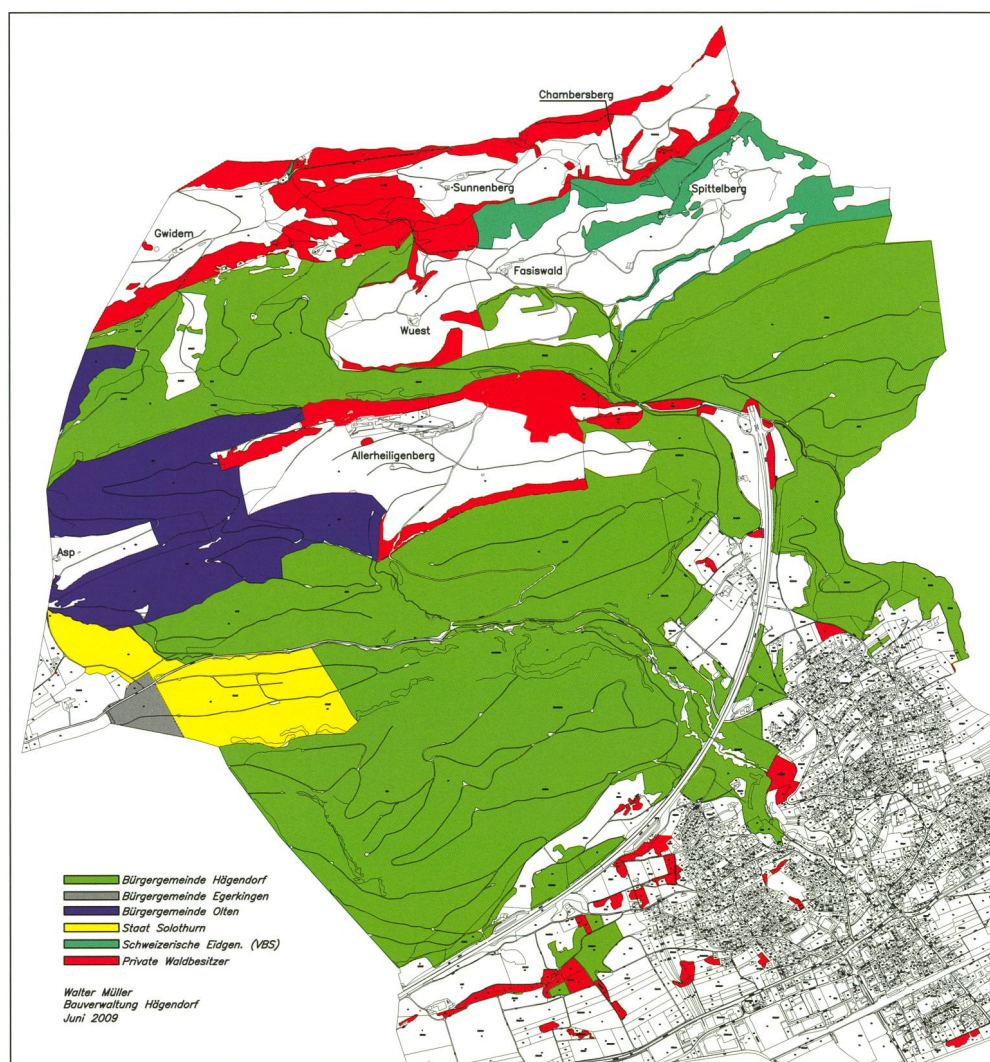 Chambersberg
Sunnenberg
Spittelberg
Gwidem
Fasiswald
Wuest
Allerheiligenberg
Asp
Bürgergemeinde Hägendorf
Bürgergemeinde Egerkingen
Bürgergemeinde Olten
Staat Solothurn
Schweizerische Eidgen. (VBS)
Private Waldbesitzer
Walter Müller
Bauverwaltung Hägendorf
Juni 2009